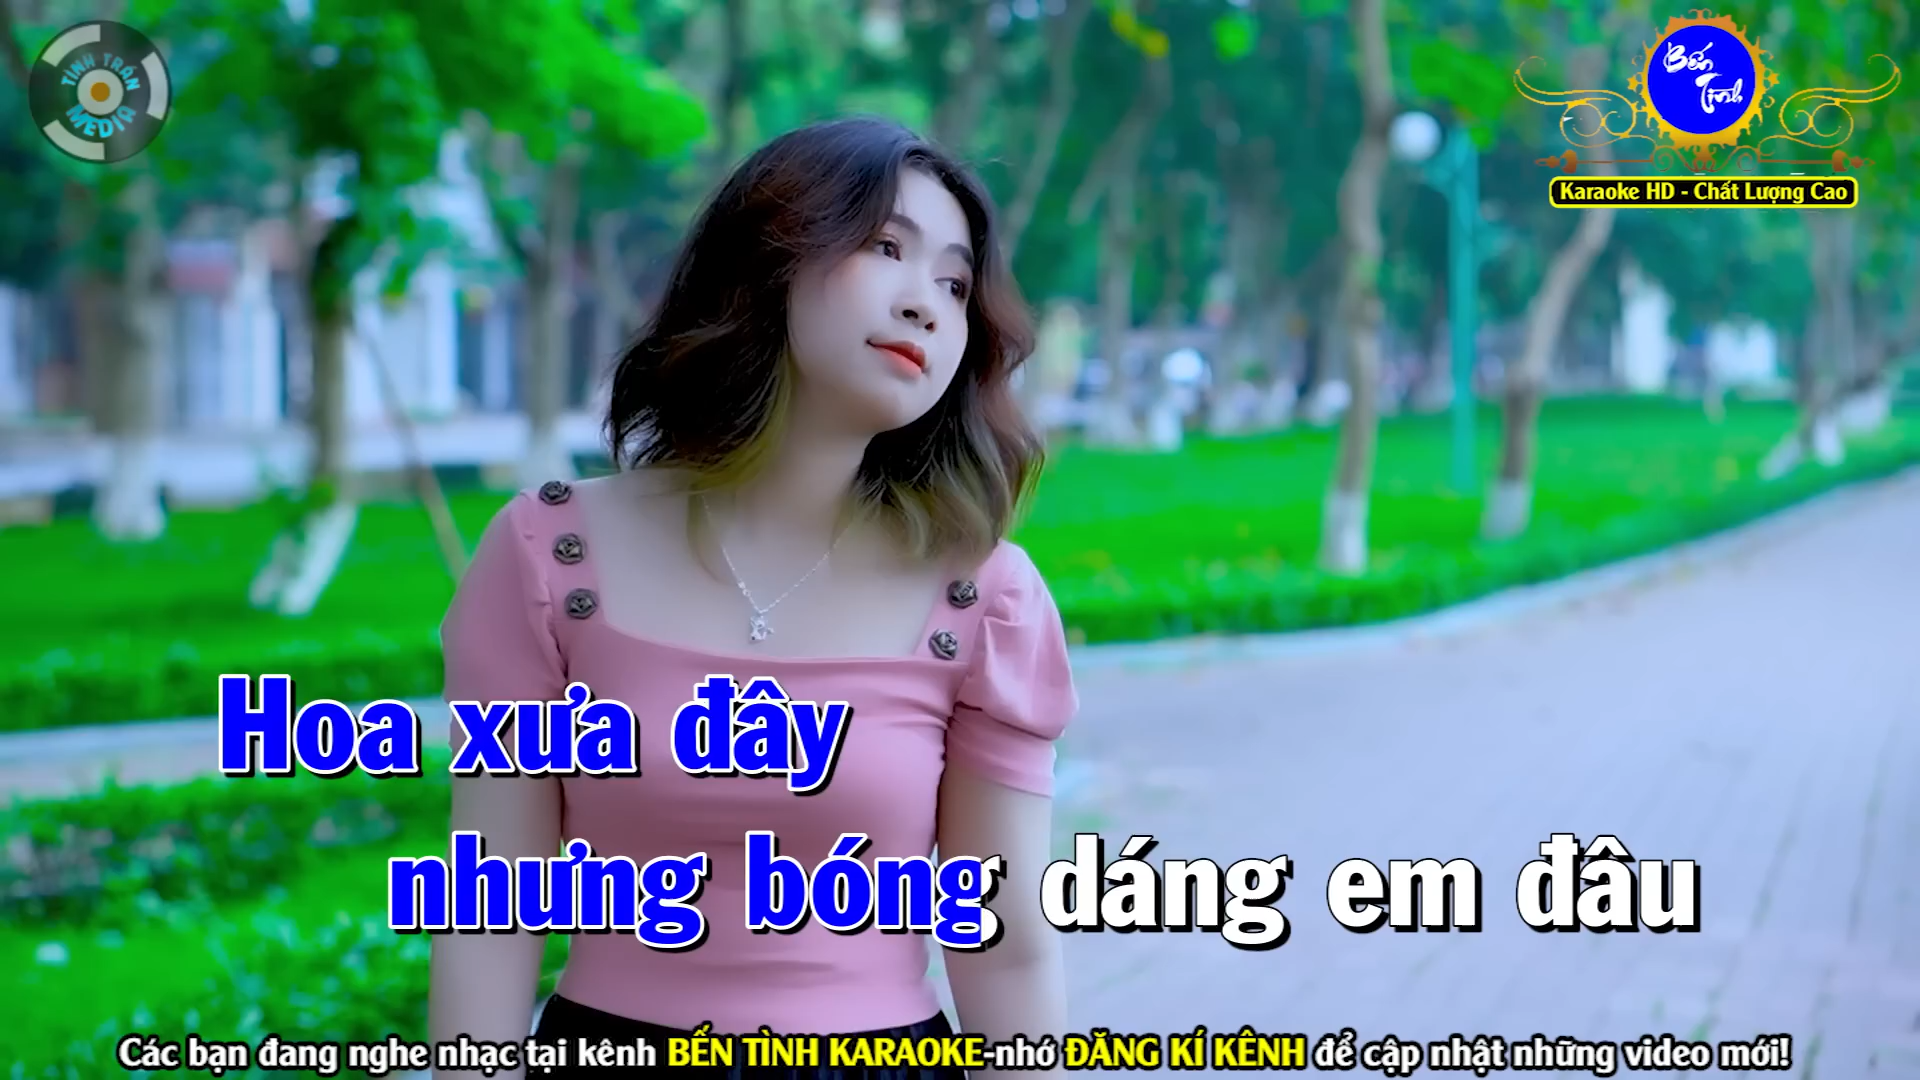 TÌNH TRẦN
MEDIA
Bến
Tình
Karaoke HD - Chất Lượng Cao
Hoa xưa đây
nhưng bóng dáng em đâu
Các bạn đang nghe nhạc tại kênh BẾN TÌNH KARAOKE-nhớ ĐĂNG KÍ KÊNH để cập nhật những video mới!